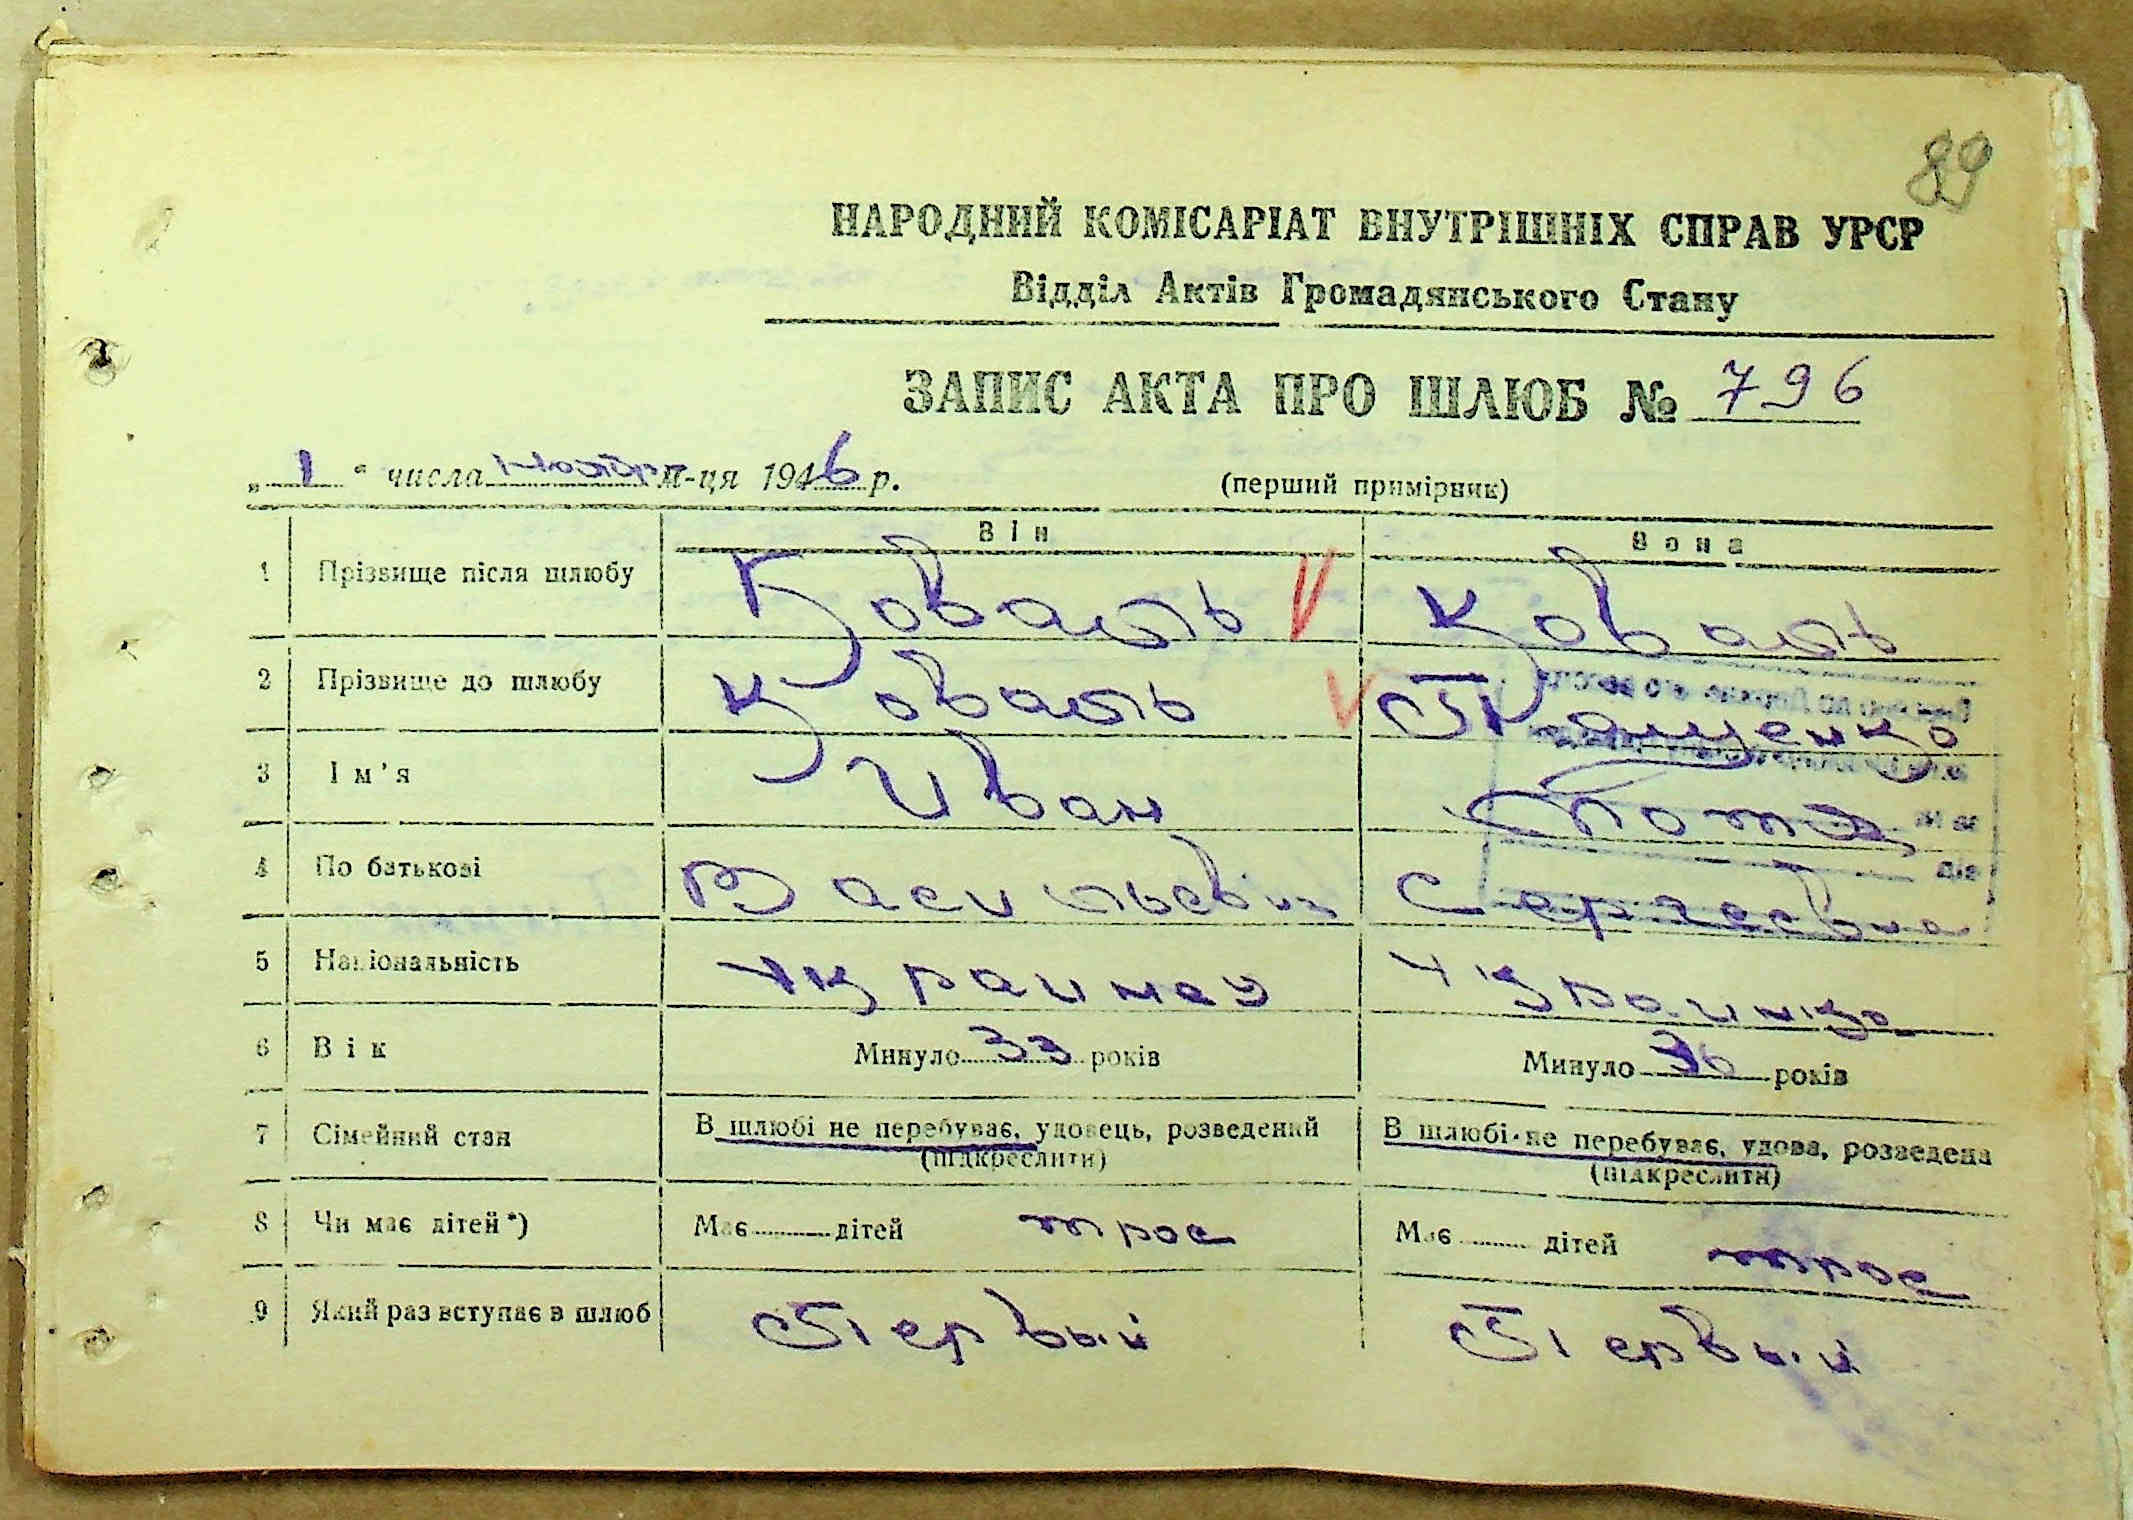 89
НАРОДНИЙ КОМІСАРІАТ ВНУТРІШНІХ СПРАВ УРСР
Відділ Актів Громадянського Стану
ЗАПИС АКТА ПРО ШЛЮБ № 796
„ 1 “ числа ноября м-ця 1946 р. (перший примірник)
Він Вона
1 Прізвище після шлюбу Коваль Коваль
2 Прізвище до шлюбу Коваль
3 Ім’я Иван
4 По батькові Васильевич Сергеевна
5 Національність Украинец Украинка
6 Вік Минуло 33 років Минуло 36 років
7 Сімейний стан В шлюбі не перебуває, удовець, розведений (підкреслити) В шлюбі не перебуває, удова, розведена (підкреслити)
8 Чи має дітей*) Має дітей трое Має дітей трое
9 Який раз вступає в шлюб Первый Первый